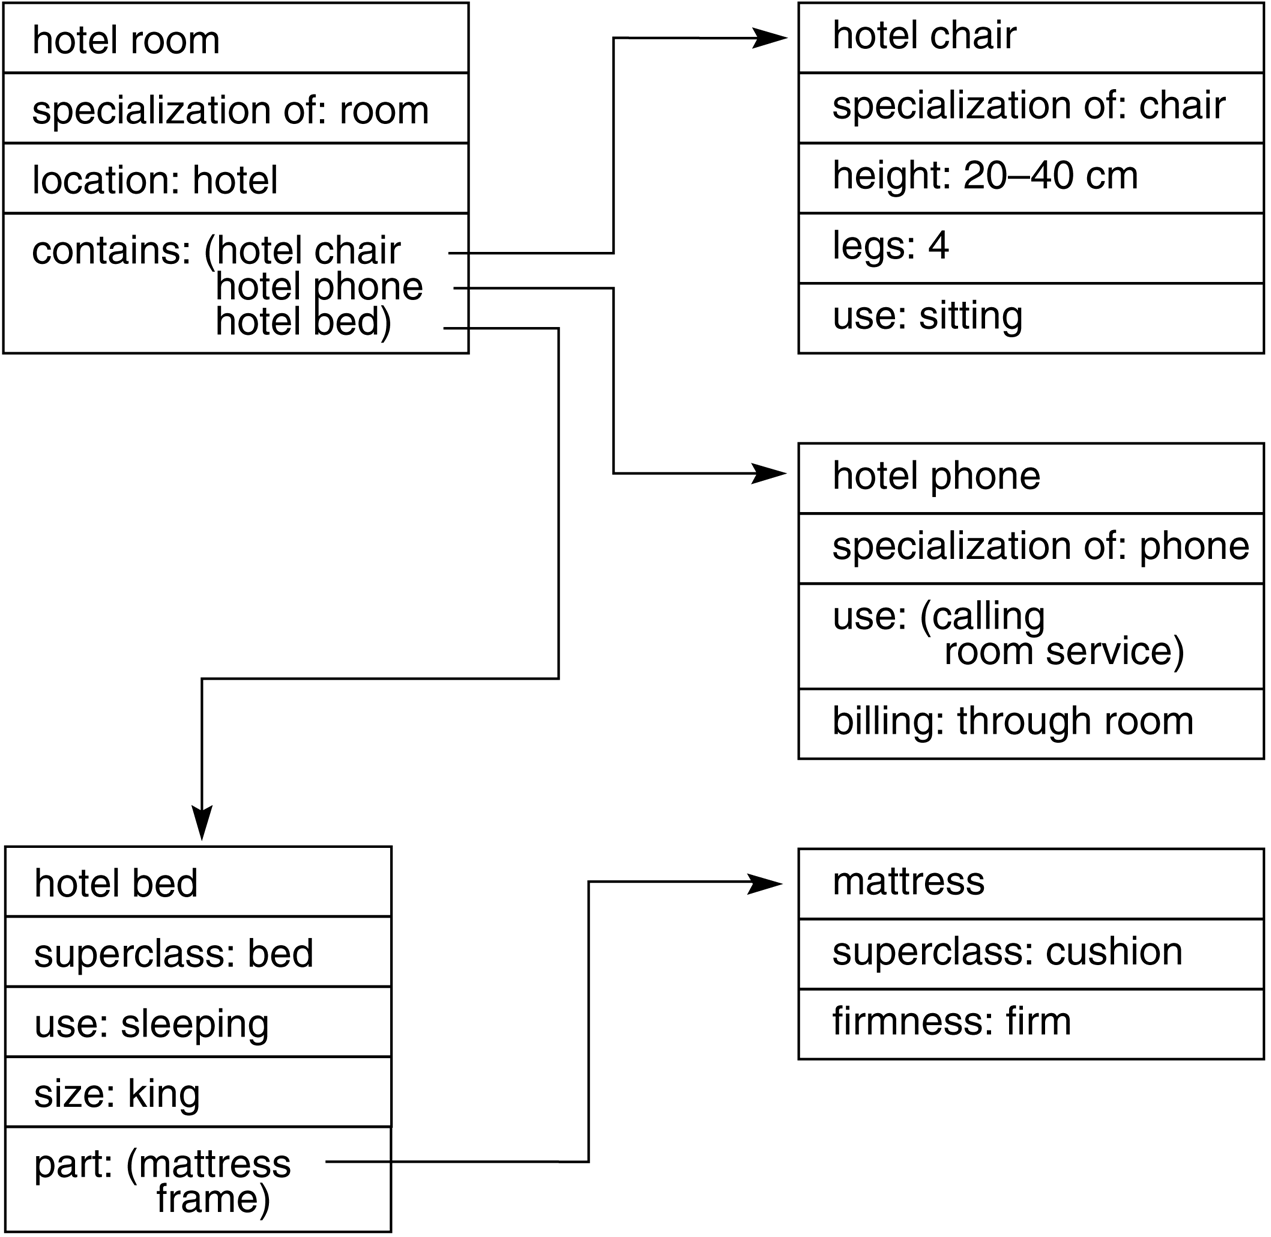 hotel room
specialization of: room
location: hotel
contains: (hotel chair
hotel phone
hotel bed)
hotel chair
specialization of: chair
height: 20–40 cm
legs: 4
use: sitting
hotel phone
specialization of: phone
use: (calling
room service)
billing: through room
hotel bed
superclass: bed
use: sleeping
size: king
part: (mattress
frame)
mattress
superclass: cushion
firmness: firm